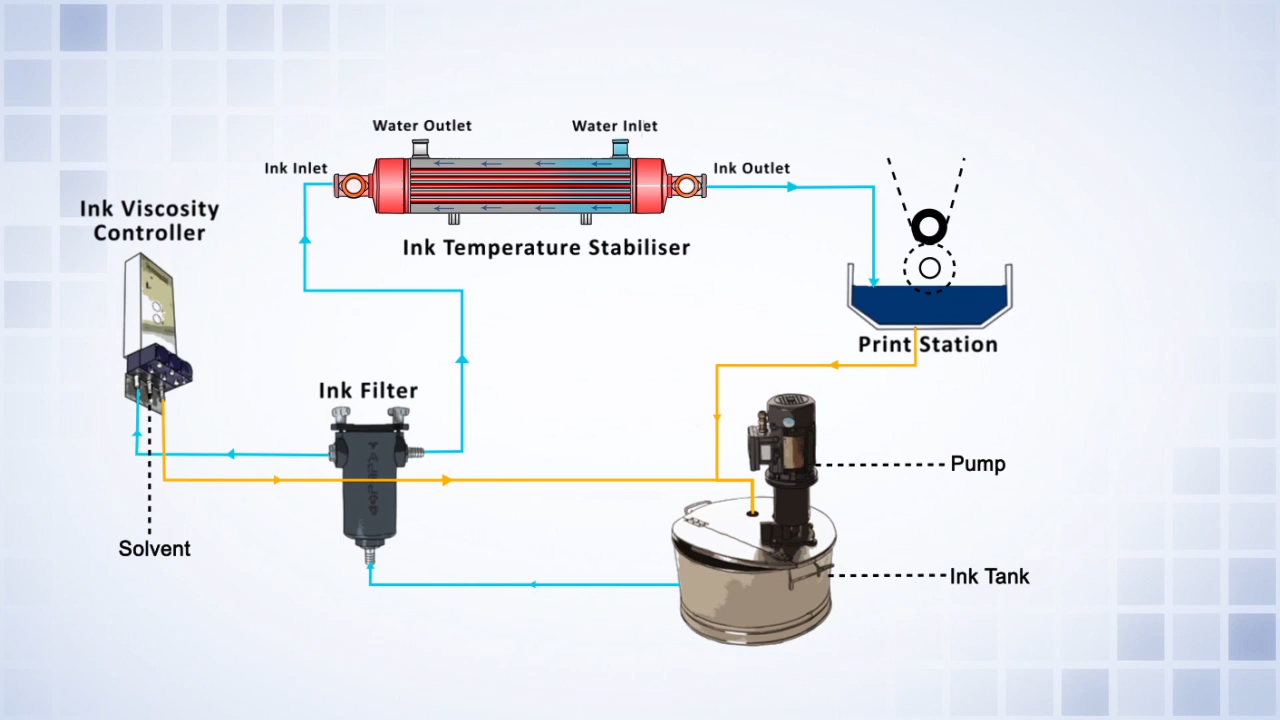 Water Outlet
Water Inlet
Ink Inlet
Ink Outlet
Ink Temperature Stabiliser
Ink Viscosity
Controller
Print Station
Ink Filter
Pump
Solvent
Ink Tank